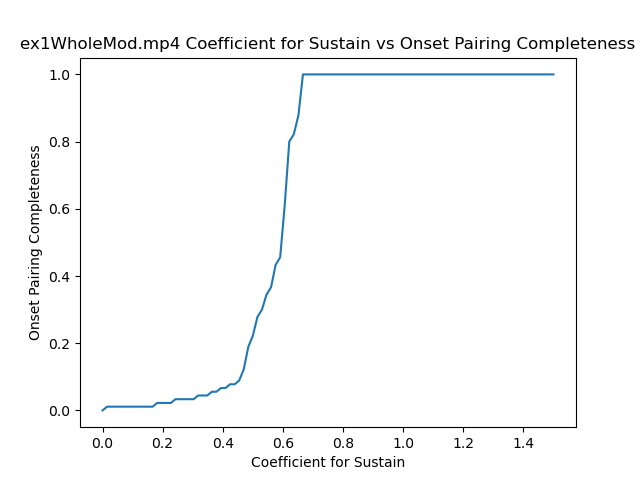 ex1WholeMod.mp4 Coefficient for Sustain vs Onset Pairing Completeness
1.0
0.8
0.6
0.4
0.2
0.0
Onset Pairing Completeness
0.0 0.2 0.4 0.6 0.8 1.0 1.2 1.4
Coefficient for Sustain